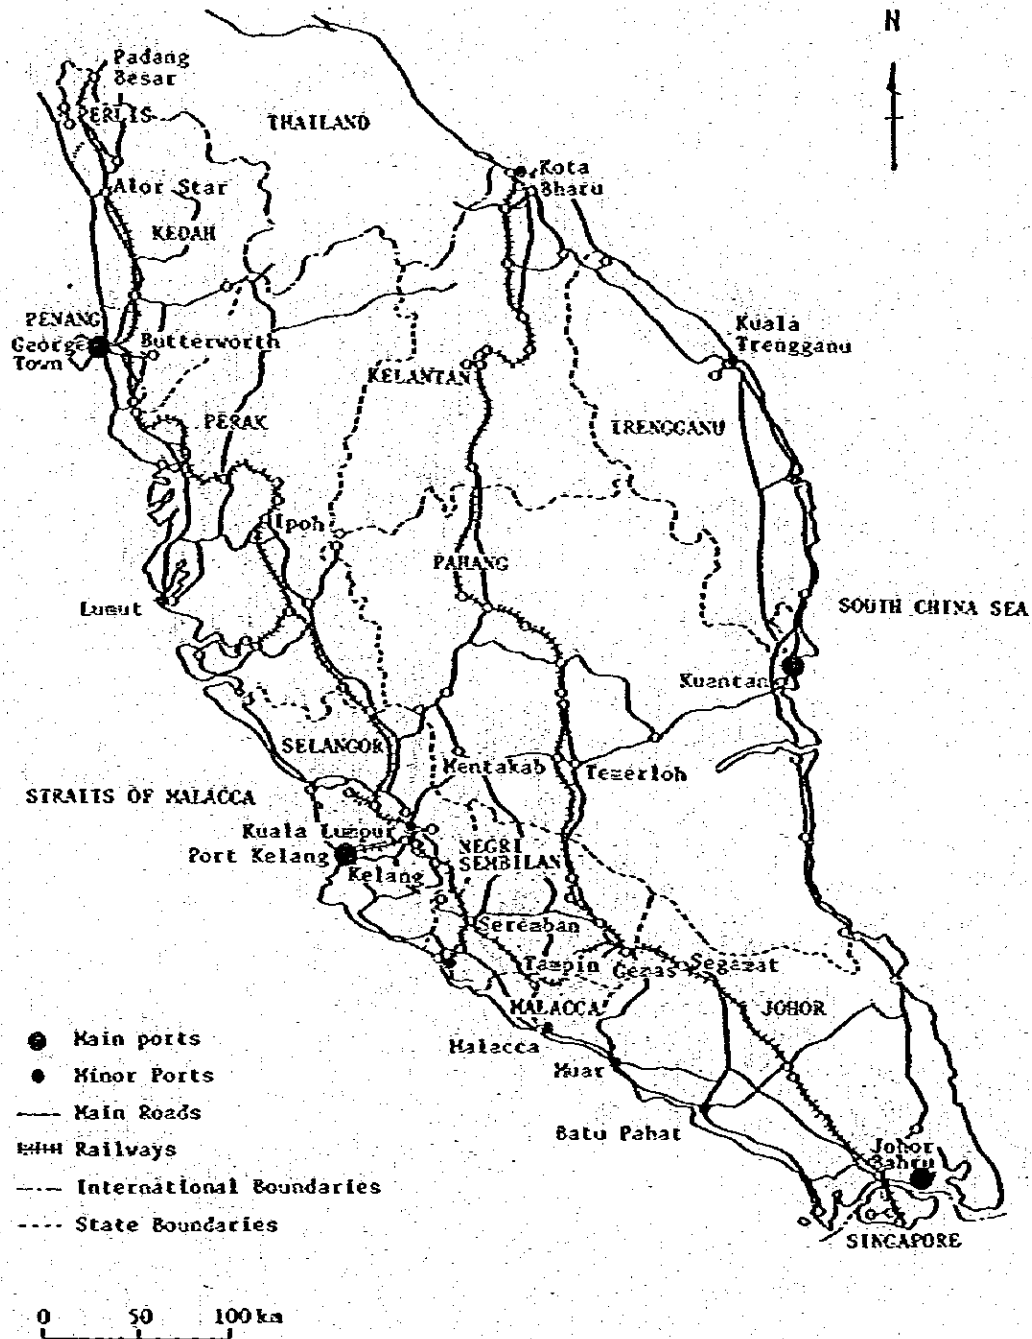 N
Padang
Besar
PERLIS
THAILAND
Kota
Bharu
Alor Star
KEDAH
PENANG
George
Town
Butterworth
Kuala
Trengganu
KELANTAN
PERAK
TRENGGANU
Ipoh
PAHANG
Lumut
SOUTH CHINA SEA
Kuantan
SELANGOR
Mentakab
Temerloh
STRAITS OF MALACCA
Kuala Lumpur
Port Kelang
Kelang
NEGRI
SEMBILAN
Seremban
Tampin
Gemas
Segamat
MALACCA
JOHOR
Malacca
Muar
Batu Pahat
Johor
Bahru
SINGAPORE
Main ports
Minor Ports
Main Roads
Railways
International Boundaries
State Boundaries
0 50 100 km